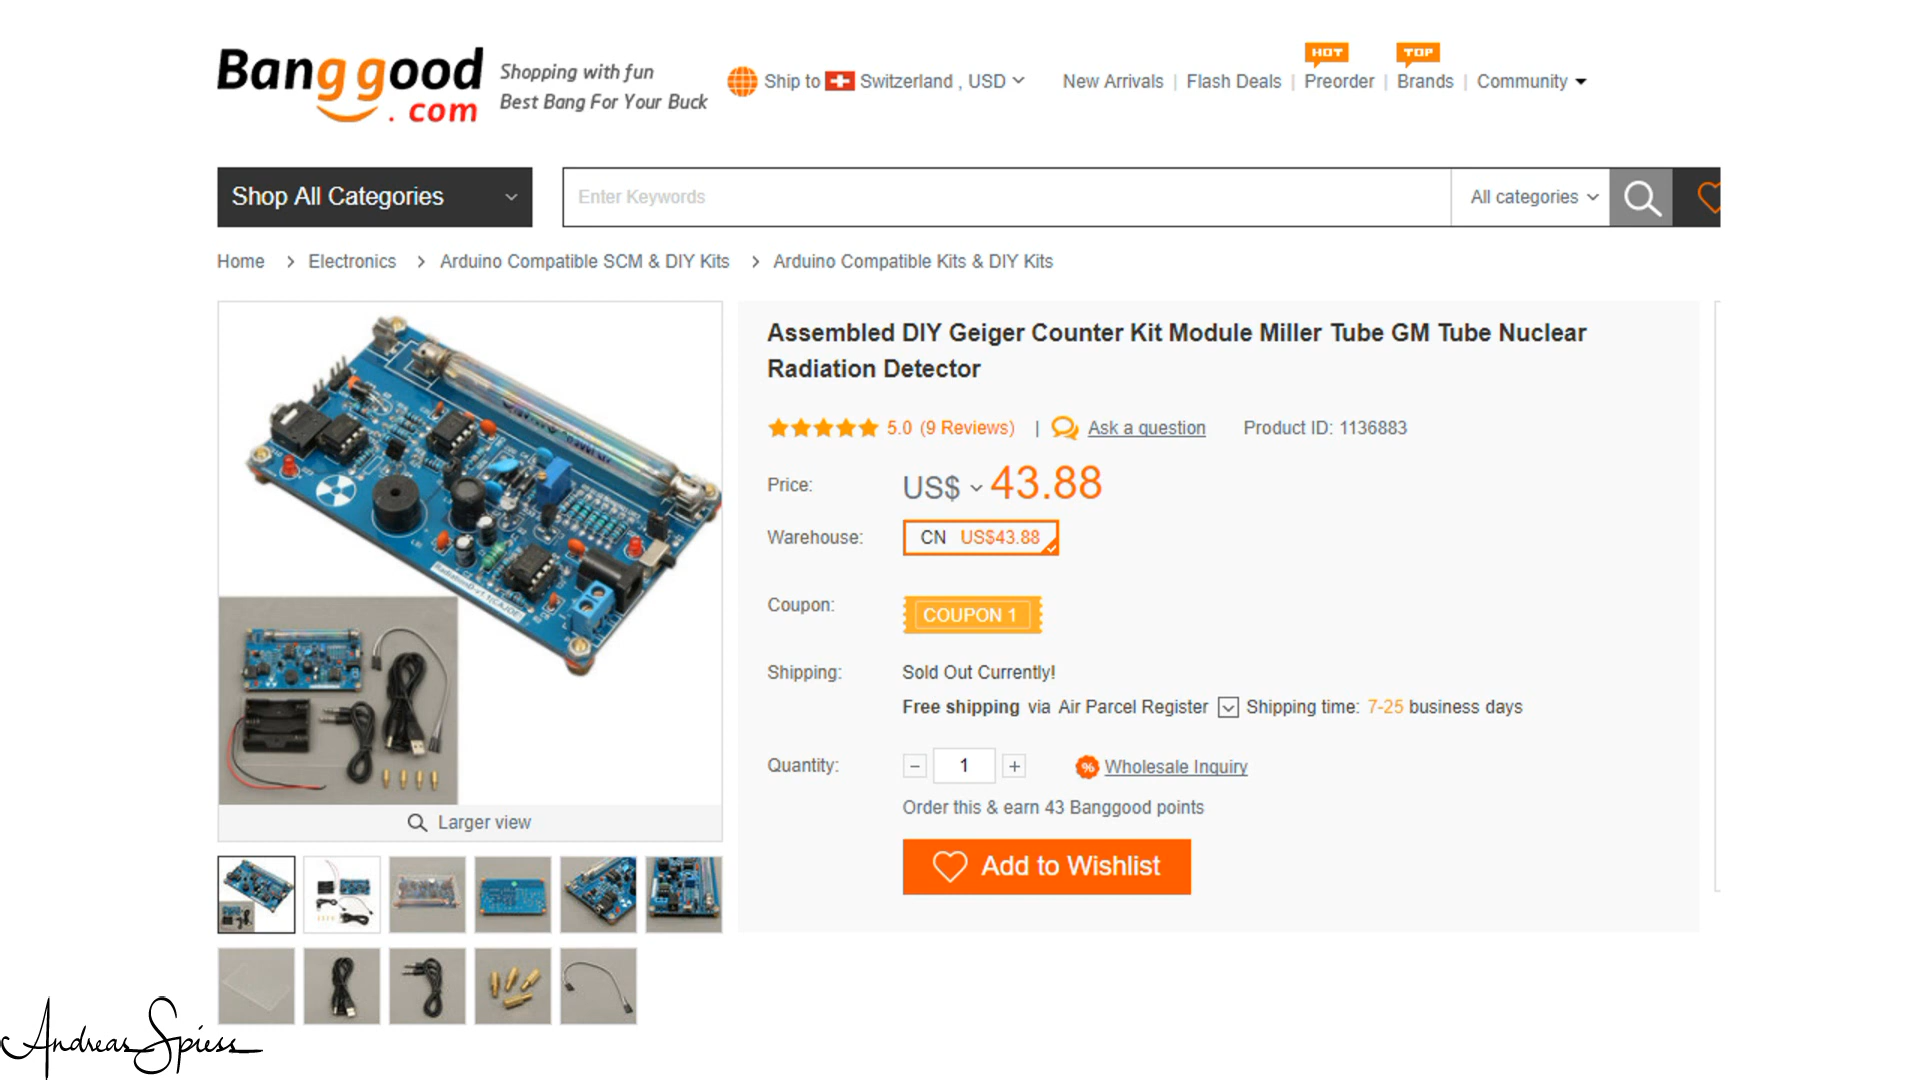 Banggood
.com
Shopping with fun
Best Bang For Your Buck
Ship to Switzerland , USD
HOT
TOP
New Arrivals | Flash Deals | Preorder | Brands | Community
Shop All Categories
Enter Keywords
All categories
Home > Electronics > Arduino Compatible SCM & DIY Kits > Arduino Compatible Kits & DIY Kits
Assembled DIY Geiger Counter Kit Module Miller Tube GM Tube Nuclear
Radiation Detector
5.0 (9 Reviews) | Ask a question Product ID: 1136883
Price: US$ 43.88
Warehouse: CN US$43.88
Coupon: COUPON 1
Shipping: Sold Out Currently!
Free shipping via Air Parcel Register Shipping time: 7-25 business days
Quantity: − 1 + % Wholesale Inquiry
Order this & earn 43 Banggood points
Add to Wishlist
Larger view
Andreas Spiess